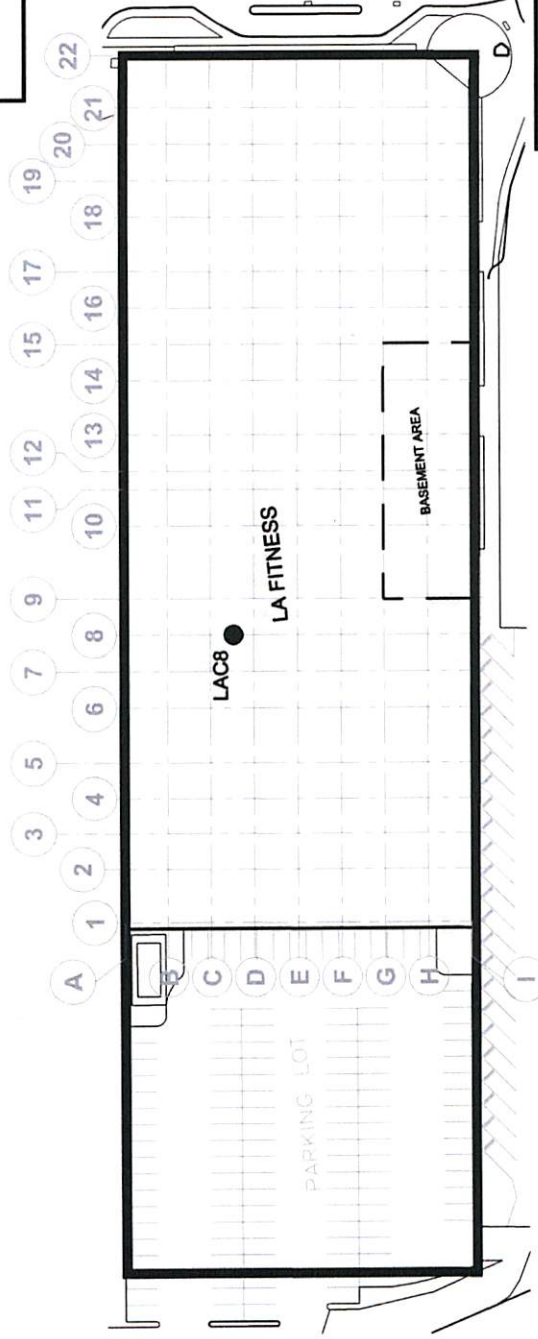 1 2 3 4 5 6 7 8 9 10 11 12 13 14 15 16 17 18 19 20 21 22
A
B
C
D
E
F
G
H
I
LAC8
LA FITNESS
BASEMENT AREA
PARKING LOT
D